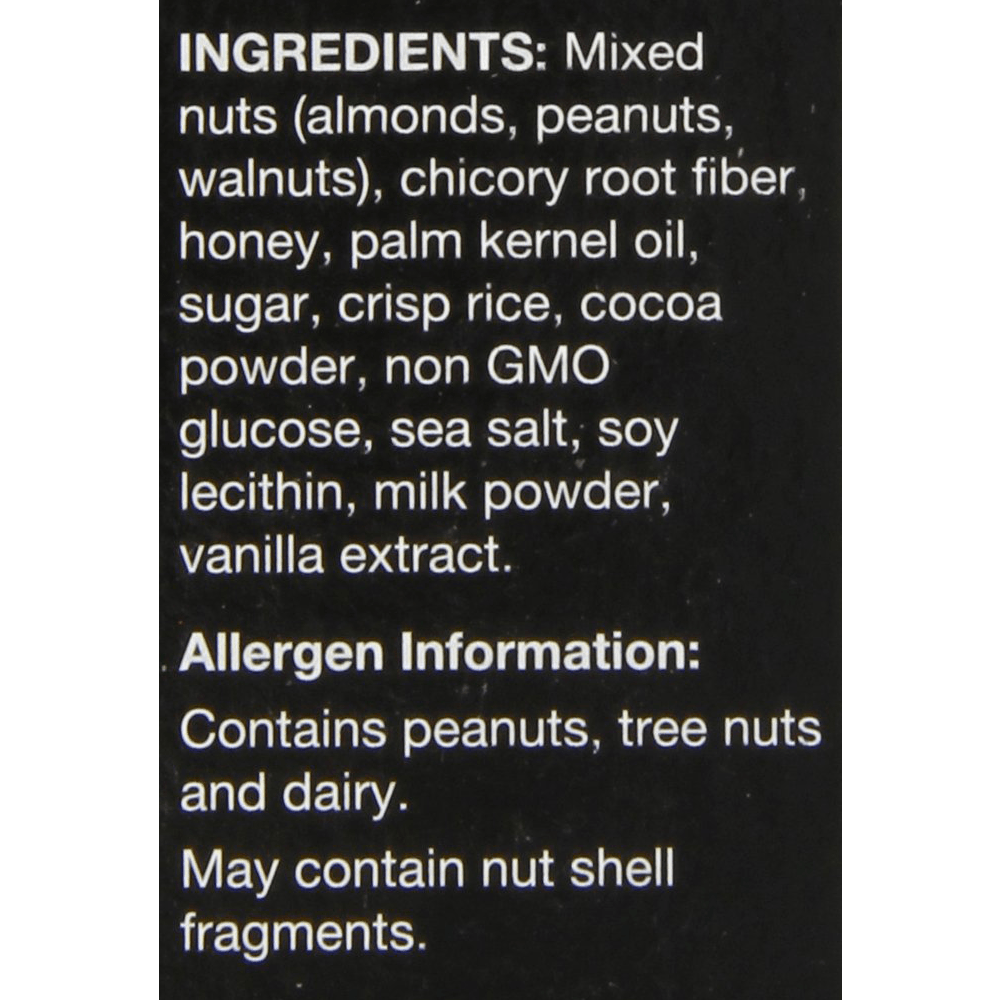 INGREDIENTS: Mixed
nuts (almonds, peanuts,
walnuts), chicory root fiber,
honey, palm kernel oil,
sugar, crisp rice, cocoa
powder, non GMO
glucose, sea salt, soy
lecithin, milk powder,
vanilla extract.
Allergen Information:
Contains peanuts, tree nuts
and dairy.
May contain nut shell
fragments.